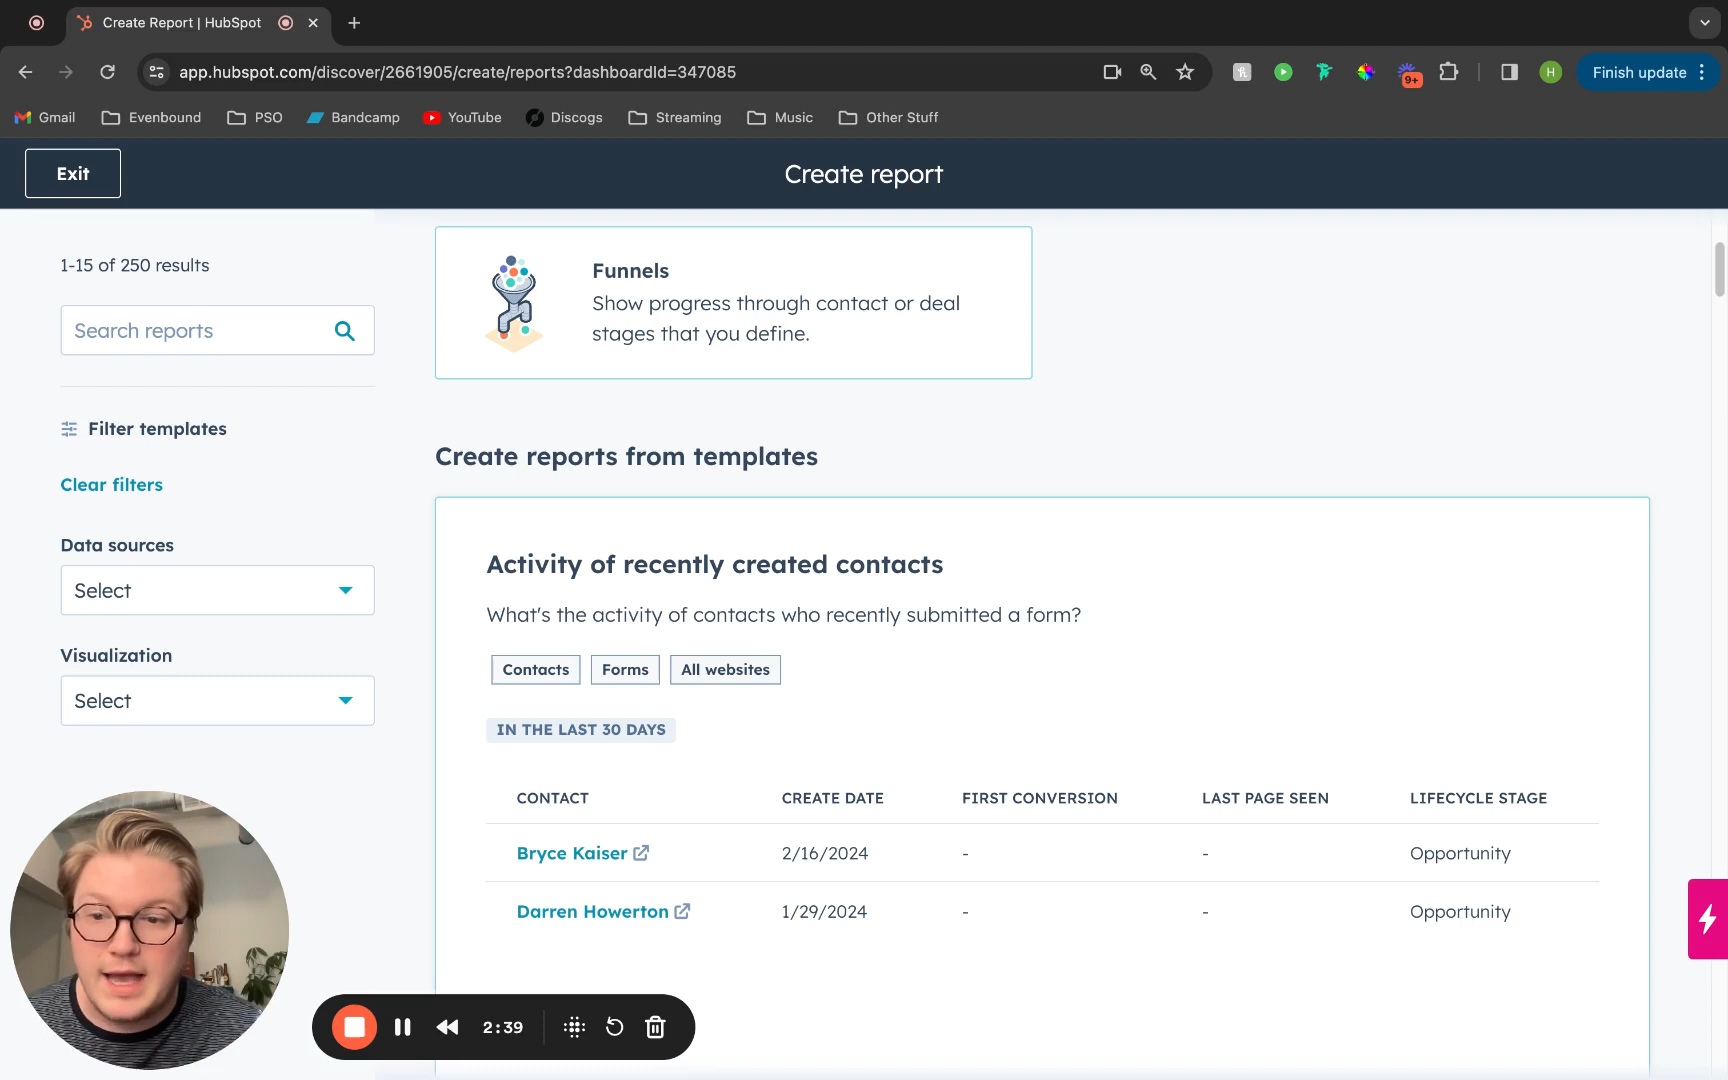 Create Report | HubSpot
app.hubspot.com/discover/2661905/create/reports?dashboardId=347085
9+
H
Finish update
Gmail
Evenbound
PSO
Bandcamp
YouTube
Discogs
Streaming
Music
Other Stuff
Exit
Create report
1-15 of 250 results
Search reports
Filter templates
Clear filters
Data sources
Select
Visualization
Select
Funnels
Show progress through contact or deal
stages that you define.
Create reports from templates
Activity of recently created contacts
What's the activity of contacts who recently submitted a form?
Contacts
Forms
All websites
IN THE LAST 30 DAYS
CONTACT CREATE DATE FIRST CONVERSION LAST PAGE SEEN LIFECYCLE STAGE
Bryce Kaiser 2/16/2024 - - Opportunity
Darren Howerton 1/29/2024 - - Opportunity
2:39